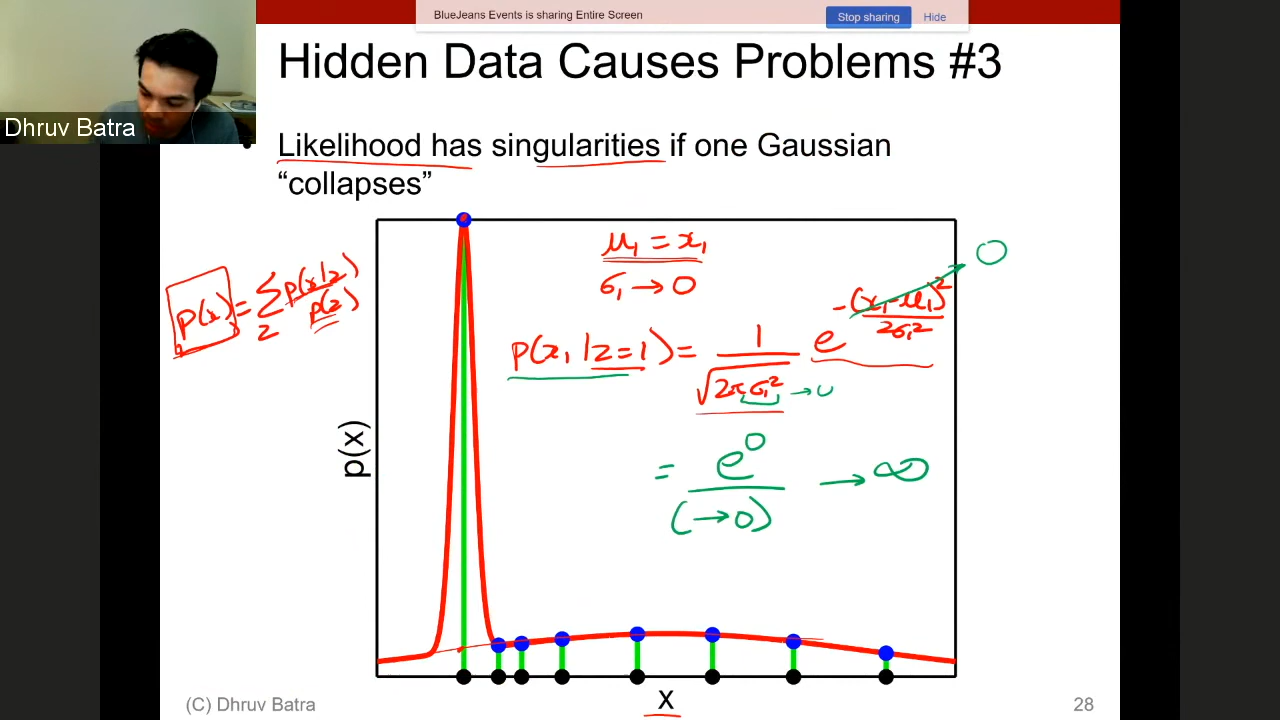 BlueJeans Events is sharing Entire Screen
Stop sharing
Hide
Hidden Data Causes Problems #3
Dhruv Batra
• Likelihood has singularities if one Gaussian
“collapses”
μ₁ = x₁
σ₁ → 0
0
p(x) = Σ_z p(x|z) p(z)
p(x₁|z=1) = 1/√(2πσ₁²) e^(-(x₁-μ₁)²/2σ₁²)
→ 0
= e⁰/(→0) → ∞
p(x)
x
(C) Dhruv Batra
28